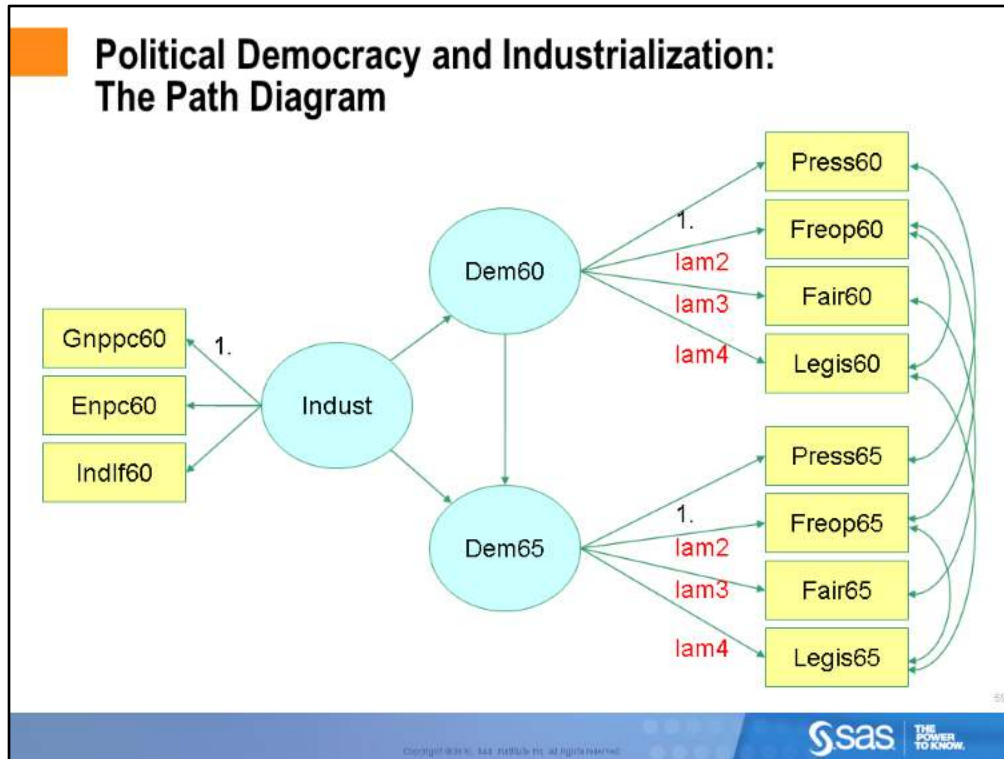 Political Democracy and Industrialization:
The Path Diagram
Press60
1.
Freop60
lam2
Dem60
Fair60
lam3
Gnppc60
1.
lam4
Legis60
Enpc60
Indust
Indlf60
Press65
1.
Freop65
Dem65
lam2
lam3
Fair65
lam4
Legis65
sas
THE
POWER
TO KNOW.